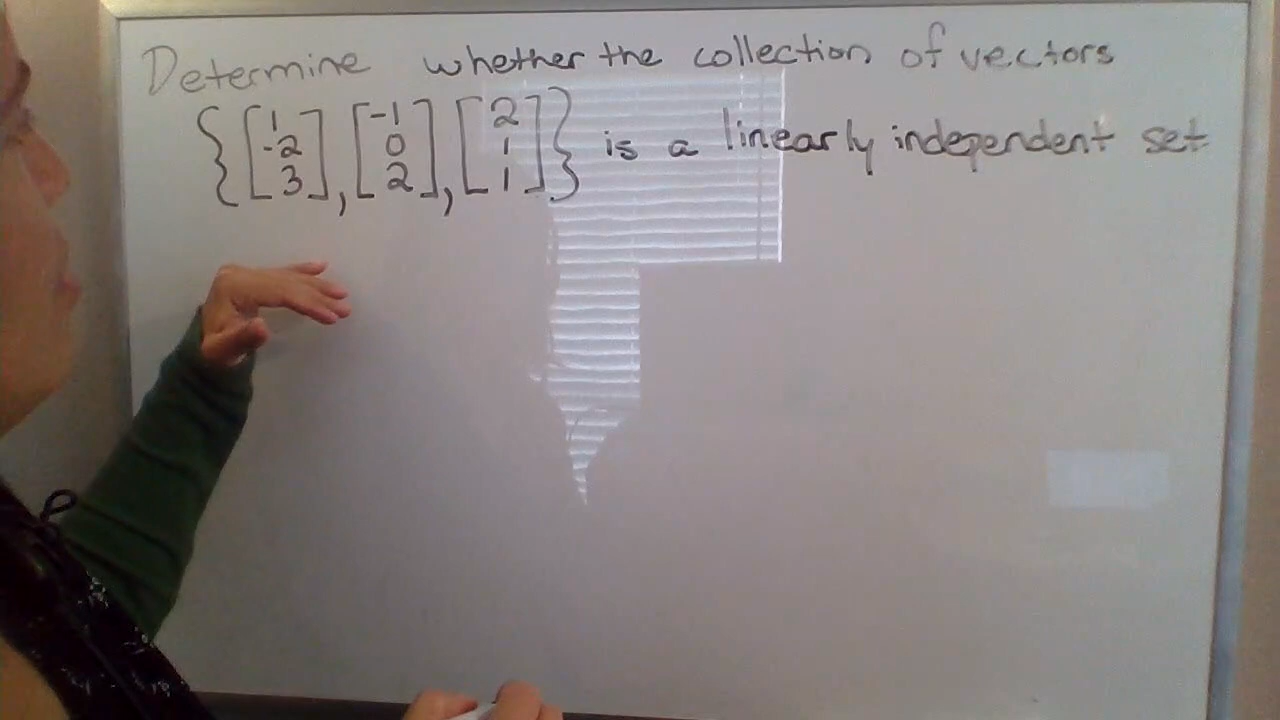 Determine whether the collection of vectors
{[1 -2 3], [-1 0 2], [2 1 1]} is a linearly independent set